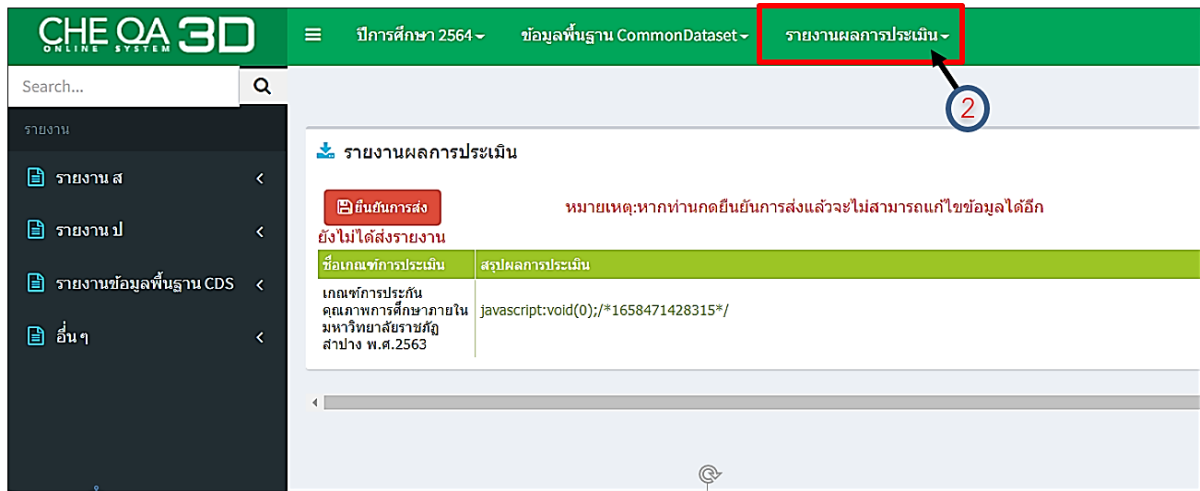 CHE QA 3D
ONLINE SYSTEM
ปีการศึกษา 2564
ข้อมูลพื้นฐาน CommonDataset
รายงานผลการประเมิน
2
Search...
รายงาน
รายงาน ส
รายงาน ป
รายงานข้อมูลพื้นฐาน CDS
อื่น ๆ
รายงานผลการประเมิน
ยืนยันการส่ง
หมายเหตุ:หากท่านกดยืนยันการส่งแล้วจะไม่สามารถแก้ไขข้อมูลได้อีก
ยังไม่ได้ส่งรายงาน
ชื่อเกณฑ์การประเมิน
สรุปผลการประเมิน
เกณฑ์การประกัน
คุณภาพการศึกษาภายใน
มหาวิทยาลัยราชภัฏ
ลำปาง พ.ศ.2563
javascript:void(0);/*1658471428315*/